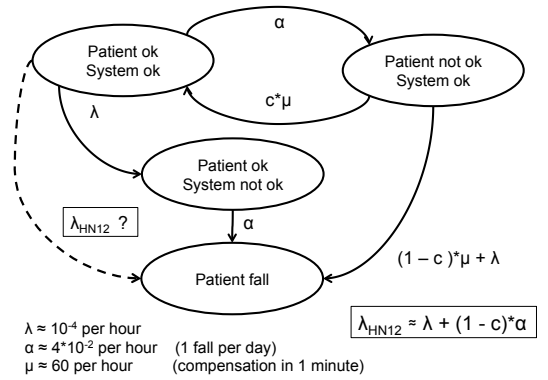 α
Patient ok
System ok
Patient not ok
System ok
c*μ
λ
Patient ok
System not ok
λHN12 ?
α
Patient fall
(1 – c )*μ + λ
λ ≈ 10-4 per hour
α ≈ 4*10-2 per hour (1 fall per day)
μ ≈ 60 per hour (compensation in 1 minute)
λHN12 ≈ λ + (1 - c)*α